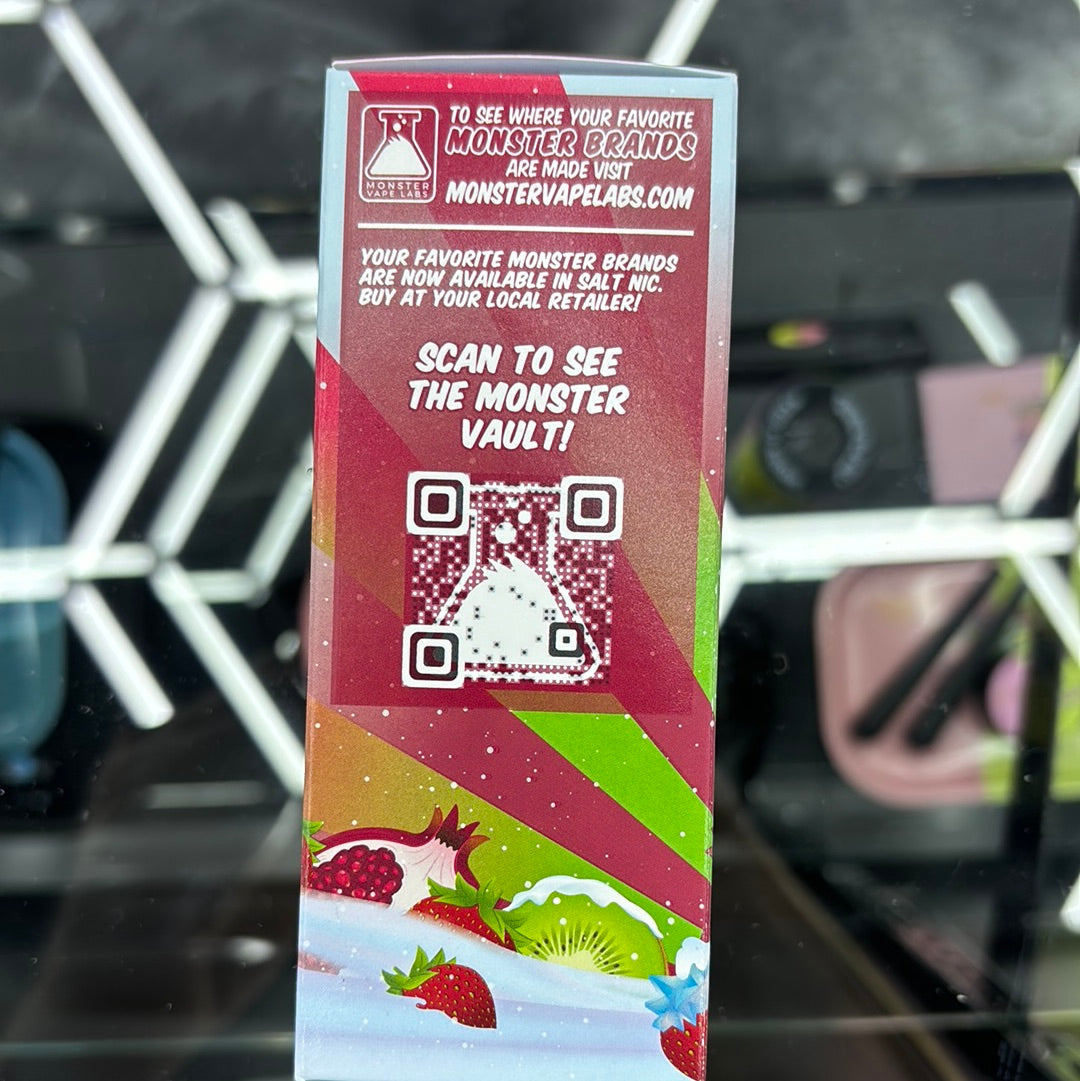 MONSTER
VAPE LABS
TO SEE WHERE YOUR FAVORITE
MONSTER BRANDS
ARE MADE VISIT
MONSTERVAPELABS.COM
YOUR FAVORITE MONSTER BRANDS
ARE NOW AVAILABLE IN SALT NIC.
BUY AT YOUR LOCAL RETAILER!
SCAN TO SEE
THE MONSTER
VAULT!